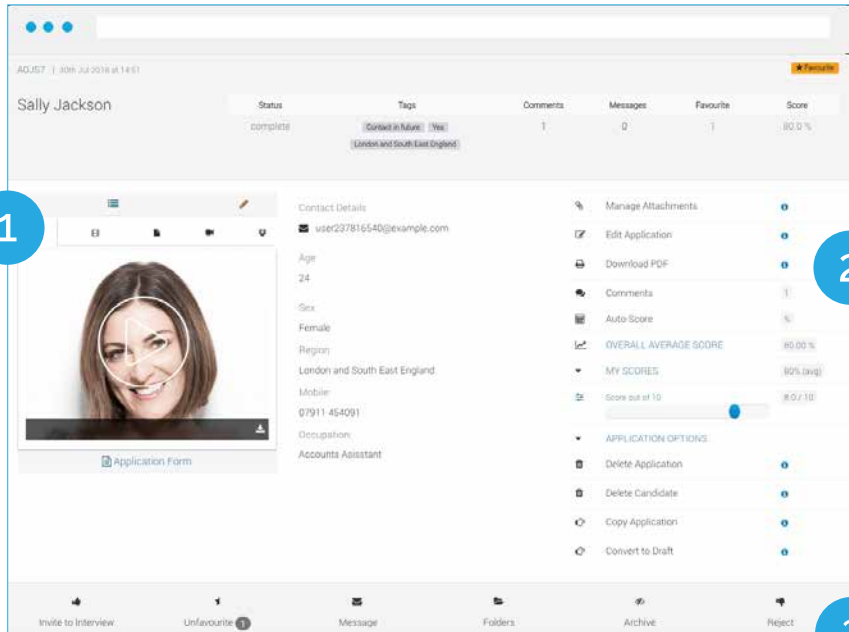 ADJS7 | 30th Jul 2018 at 14:51
Favourite
Sally Jackson
Status Tags Comments Messages Favourite Score
complete Contact in future Yes 1 0 1 80.0 %
London and South East England
1
Contact Details
user237816540@example.com
Age
24
Sex
Female
Region
London and South East England
Mobile
07911 454091
Occupation
Accounts Asisstant
Application Form
Manage Attachments
Edit Application
Download PDF
2
Comments 1
Auto-Score %
OVERALL AVERAGE SCORE 80.00 %
MY SCORES 80% (avg)
Score out of 10 8.0 / 10
APPLICATION OPTIONS
Delete Application
Delete Candidate
Copy Application
Convert to Draft
Invite to Interview Unfavourite 1 Message Folders Archive Reject